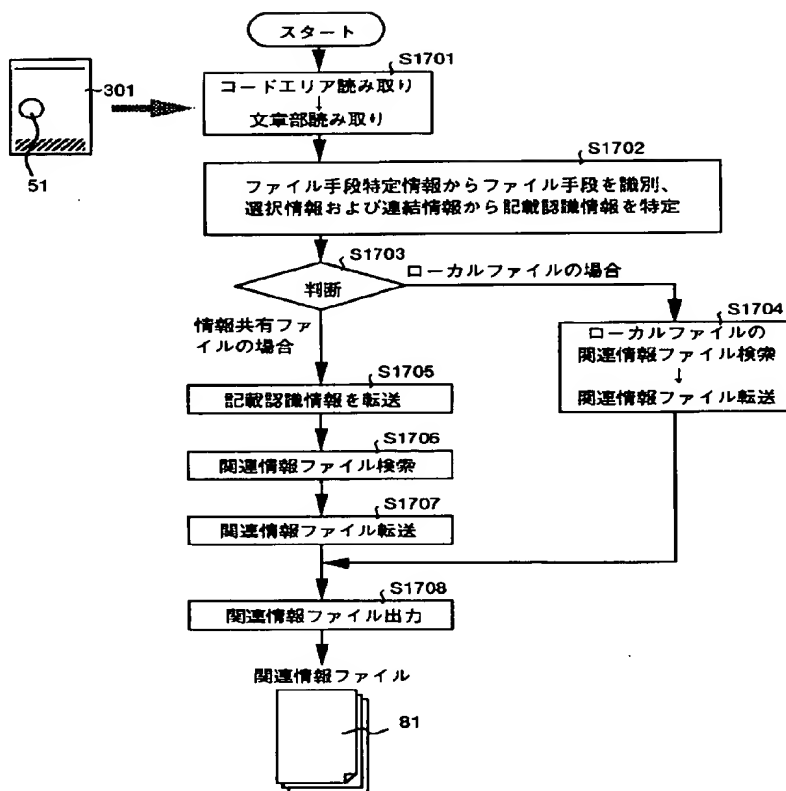 スタート
S1701
コードエリア読み取り
↓
文章部読み取り
301
51
S1702
ファイル手段特定情報からファイル手段を識別、
選択情報および連結情報から記載認識情報を特定
S1703
判断
ローカルファイルの場合
情報共有ファ
イルの場合
S1704
ローカルファイルの
関連情報ファイル検索
↓
関連情報ファイル転送
S1705
記載認識情報を転送
S1706
関連情報ファイル検索
S1707
関連情報ファイル転送
S1708
関連情報ファイル出力
関連情報ファイル
81